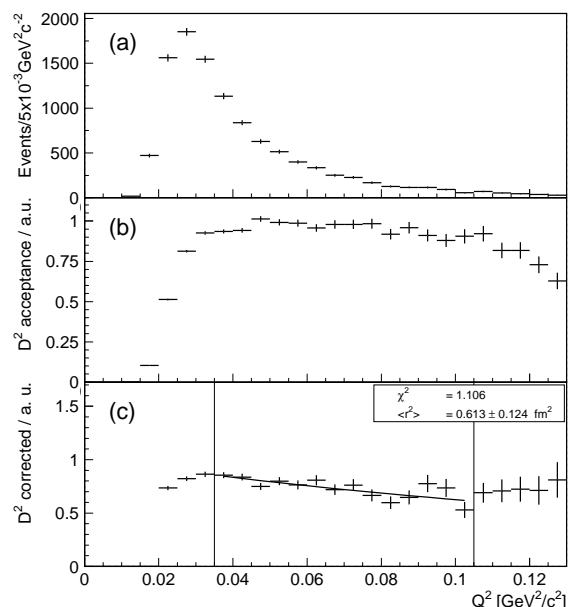 (a)
Events/5x10⁻³GeV²c⁻²
2000
1500
1000
500
0
(b)
D² acceptance / a.u.
1
0.75
0.5
0.25
0
(c)
D² corrected / a. u.
χ² = 1.106
<r²> = 0.613 ± 0.124 fm²
1.5
1
0.5
0
0 0.02 0.04 0.06 0.08 0.1 0.12
Q² [GeV²/c²]